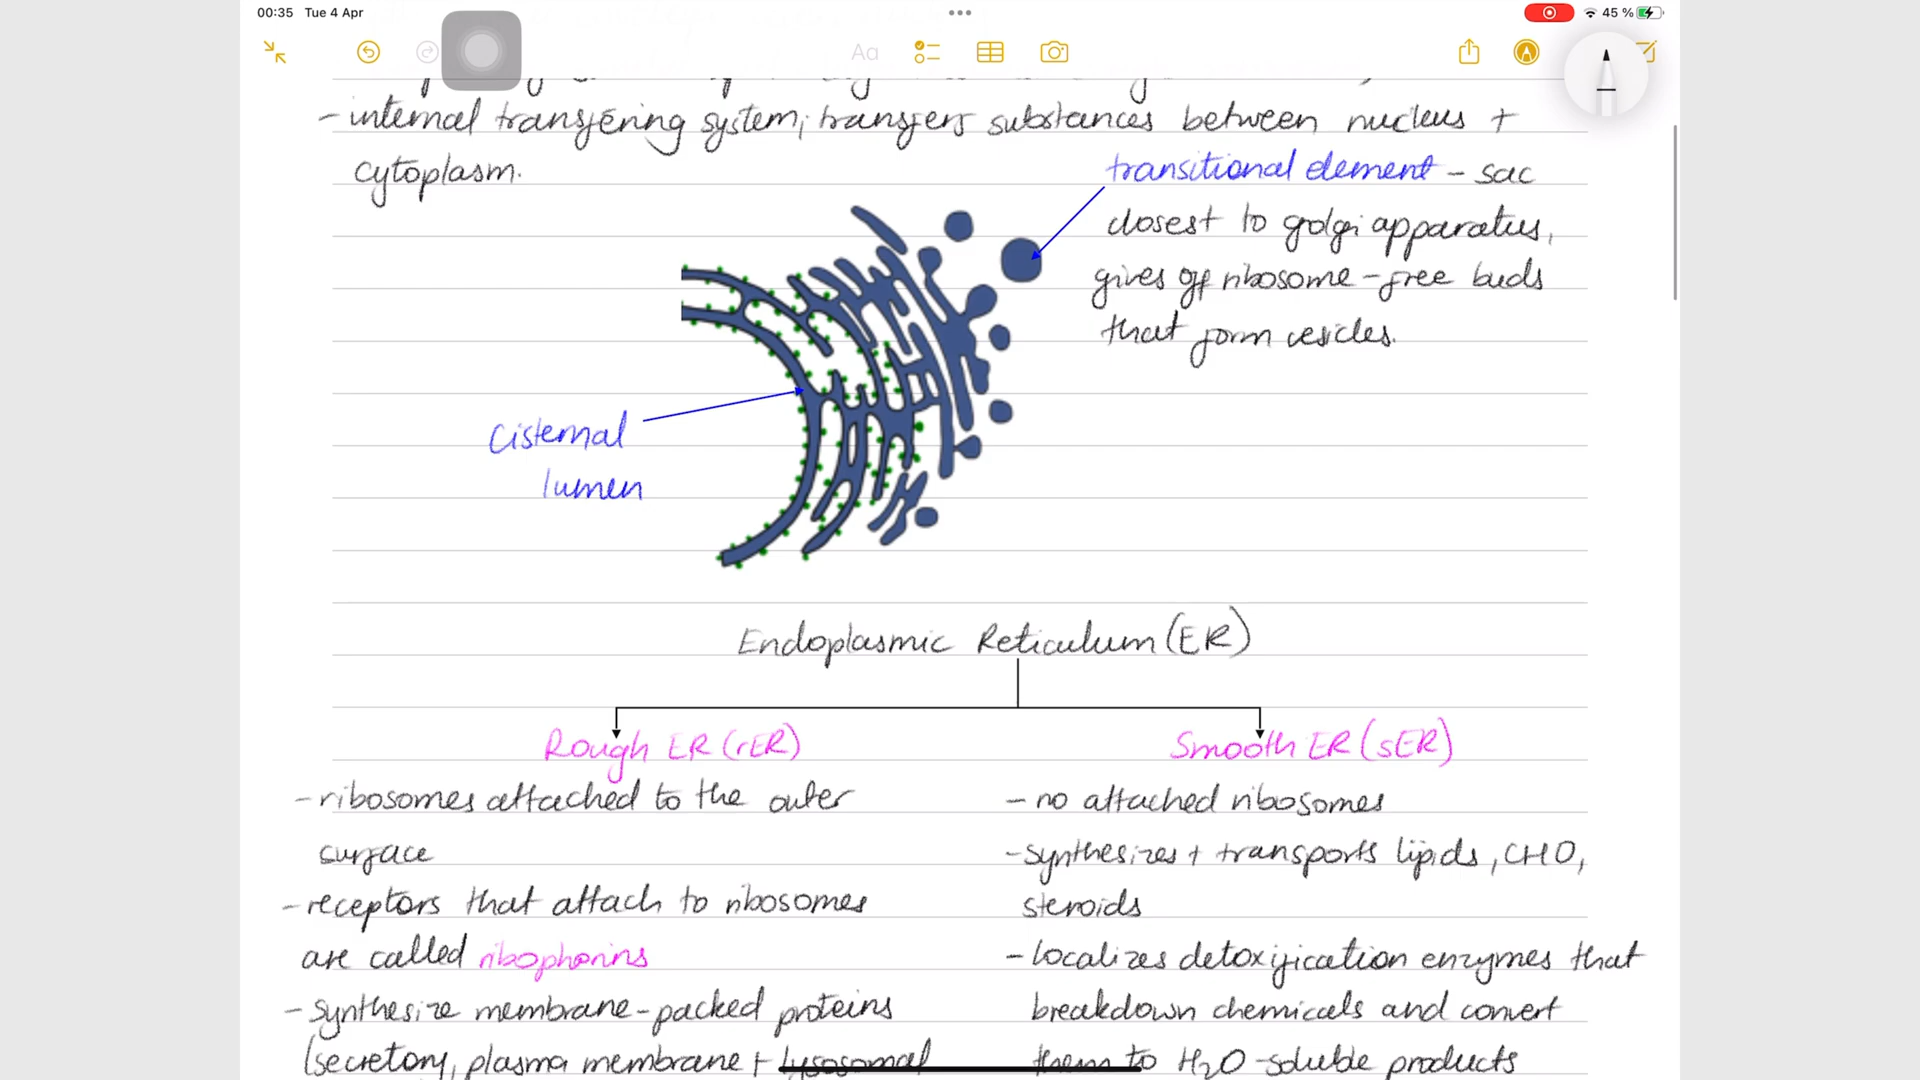 00:35 Tue 4 Apr
45 %
Aa
- internal transfering system; transfers substances between nucleus +
cytoplasm.
transitional element - sac
closest to golgi apparatus,
gives off ribosome-free buds
that form vesicles.
Cisternal
lumen
Endoplasmic Reticulum (ER)
Rough ER (rER)
Smooth ER (sER)
- ribosomes attached to the outer
surface
- receptors that attach to ribosomes
are called ribophorins
- synthesize membrane-packed proteins
(secretory, plasma membrane + lysosomal
- no attached ribosomes
- synthesizes + transports lipids, CHO,
steroids
- localizes detoxification enzymes that
breakdown chemicals and convert
them to H2O-soluble products